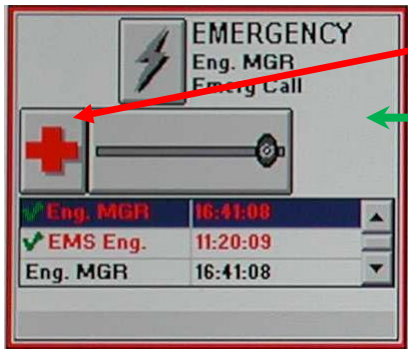 EMERGENCY
Eng. MGR
Emerg Call
Eng. MGR 16:41:08
EMS Eng. 11:20:09
Eng. MGR 16:41:08